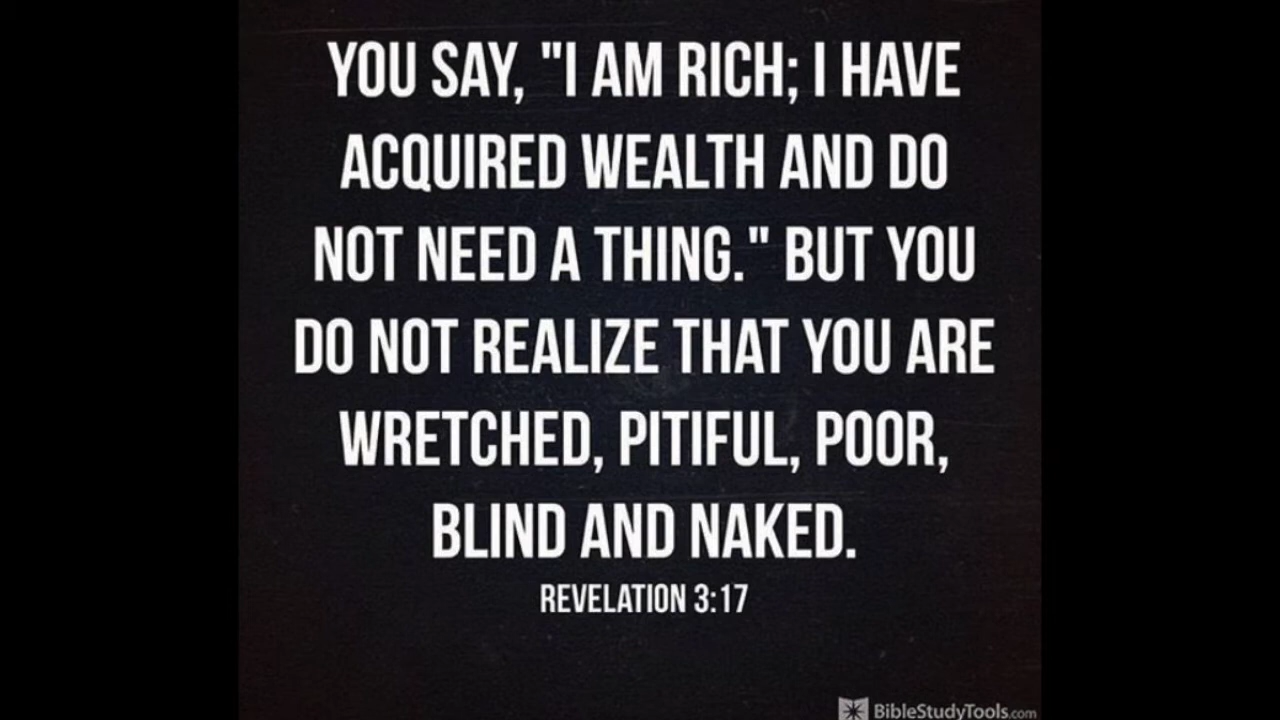 YOU SAY, "I AM RICH; I HAVE
ACQUIRED WEALTH AND DO
NOT NEED A THING." BUT YOU
DO NOT REALIZE THAT YOU ARE
WRETCHED, PITIFUL, POOR,
BLIND AND NAKED.
REVELATION 3:17
BibleStudyTools.com